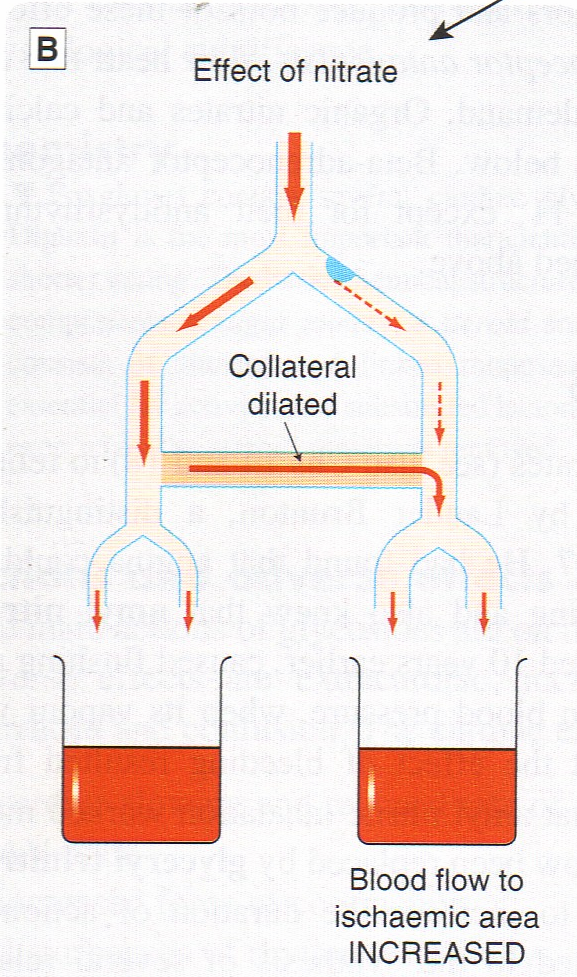 B
Effect of nitrate
Collateral
dilated
Blood flow to
ischaemic area
INCREASED